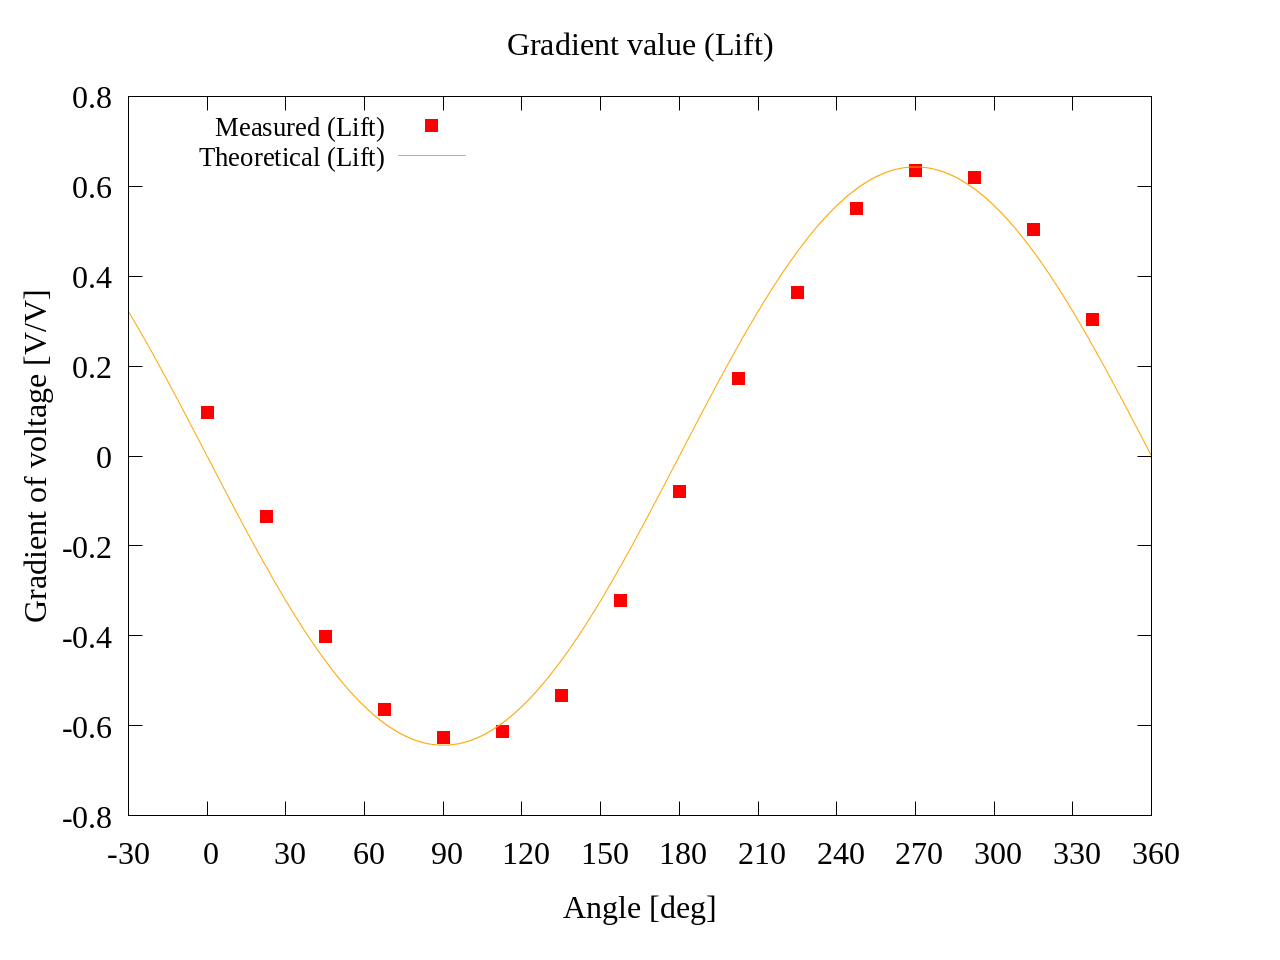 Gradient value (Lift)
0.8
0.6
0.4
0.2
0
-0.2
-0.4
-0.6
-0.8
Gradient of voltage [V/V]
Measured (Lift)
Theoretical (Lift)
-30 0 30 60 90 120 150 180 210 240 270 300 330 360
Angle [deg]